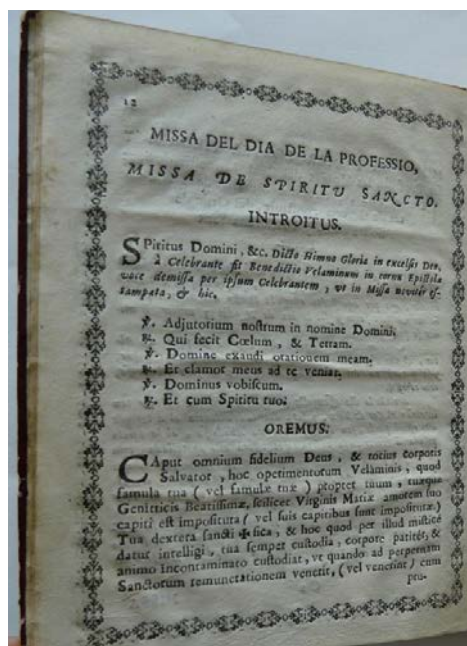 12
MISSA DEL DIA DE LA PROFESSIO,
MISSA DE SPIRITU SANCTO.
INTROITUS.
SPiritus Domini, &c. Dicto Himno Gloria in excelsis Deo,
à Celebrante fit Benedictio Velaminum in cornu Epistolæ
voce demissa per ipsum Celebrantem, ut in Missa novitèr es-
tampata, & hic.
℣. Adjutorium nostrum in nomine Domini.
℟. Qui fecit Cœlum, & Terram.
℣. Domine exaudi orationem meam.
℟. Et clamor meus ad te veniat.
℣. Dominus vobiscum.
℟. Et cum Spiritu tuo.
OREMUS.
CAput omnium fidelium Deus, & totius corporis
Salvator, hoc operimentorum Velaminis, quod
famula tua (vel famulæ tuæ) propter tuum, tuæque
Genitricis Beatissimæ, scilicet Virginis Mariæ amorem suo
capiti est impositura (vel suis capitibus sunt impositturæ)
Tua dextera sancti ✠ fica, & hoc quod per illud misticè
datur intelligi, tua semper custodia, corpore paritèr, &
animo incontaminato custodiat, ut quando ad perpetuam
Sanctorum remunerationem venerit, (vel venerint) cum
pru-